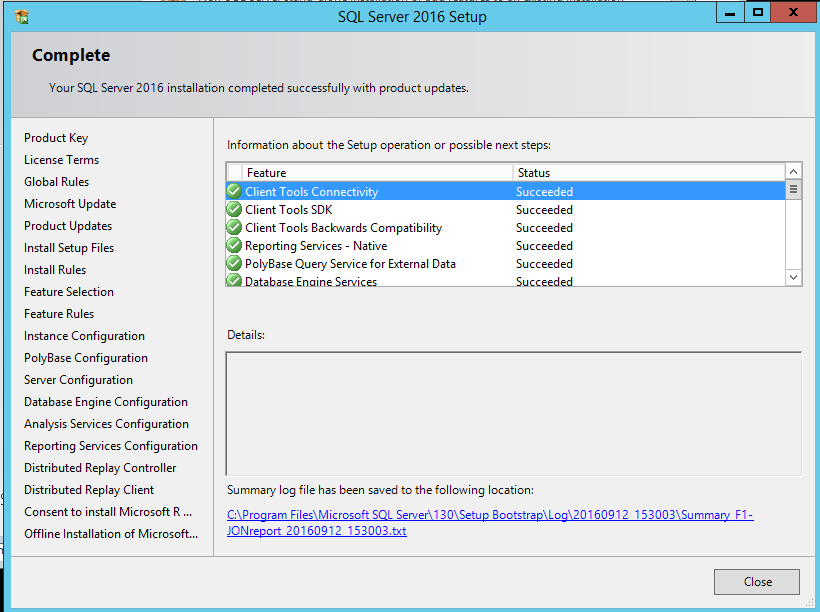 SQL Server 2016 Setup
Complete
Your SQL Server 2016 installation completed successfully with product updates.
Product Key
License Terms
Global Rules
Microsoft Update
Product Updates
Install Setup Files
Install Rules
Feature Selection
Feature Rules
Instance Configuration
PolyBase Configuration
Server Configuration
Database Engine Configuration
Analysis Services Configuration
Reporting Services Configuration
Distributed Replay Controller
Distributed Replay Client
Consent to install Microsoft R ...
Offline Installation of Microsoft...
Information about the Setup operation or possible next steps:
Feature Status
Client Tools Connectivity Succeeded
Client Tools SDK Succeeded
Client Tools Backwards Compatibility Succeeded
Reporting Services - Native Succeeded
PolyBase Query Service for External Data Succeeded
Database Engine Services Succeeded
Details:
Summary log file has been saved to the following location:
C:\Program Files\Microsoft SQL Server\130\Setup Bootstrap\Log\20160912_153003\Summary_F1-
JONreport_20160912_153003.txt
Close